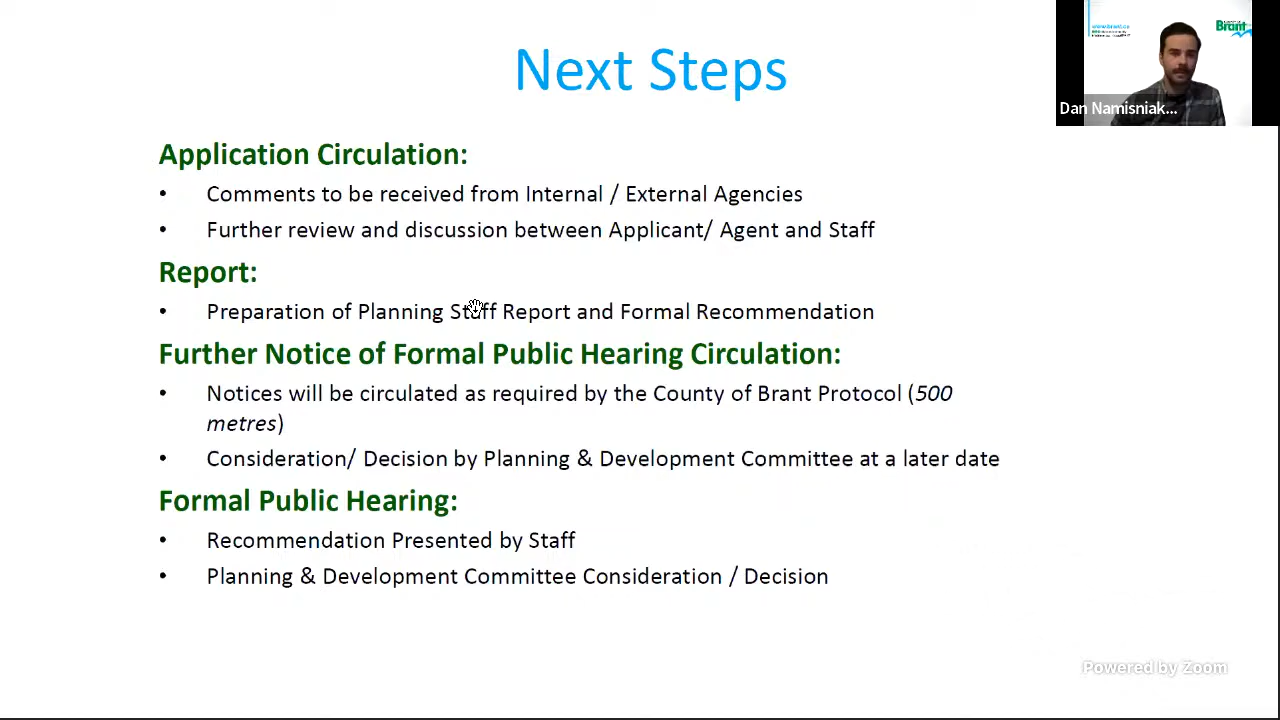 Next Steps
Brant
Dan Namisniak...
Application Circulation:
• Comments to be received from Internal / External Agencies
• Further review and discussion between Applicant/ Agent and Staff
Report:
• Preparation of Planning Staff Report and Formal Recommendation
Further Notice of Formal Public Hearing Circulation:
• Notices will be circulated as required by the County of Brant Protocol (500
metres)
• Consideration/ Decision by Planning & Development Committee at a later date
Formal Public Hearing:
• Recommendation Presented by Staff
• Planning & Development Committee Consideration / Decision
Powered by Zoom